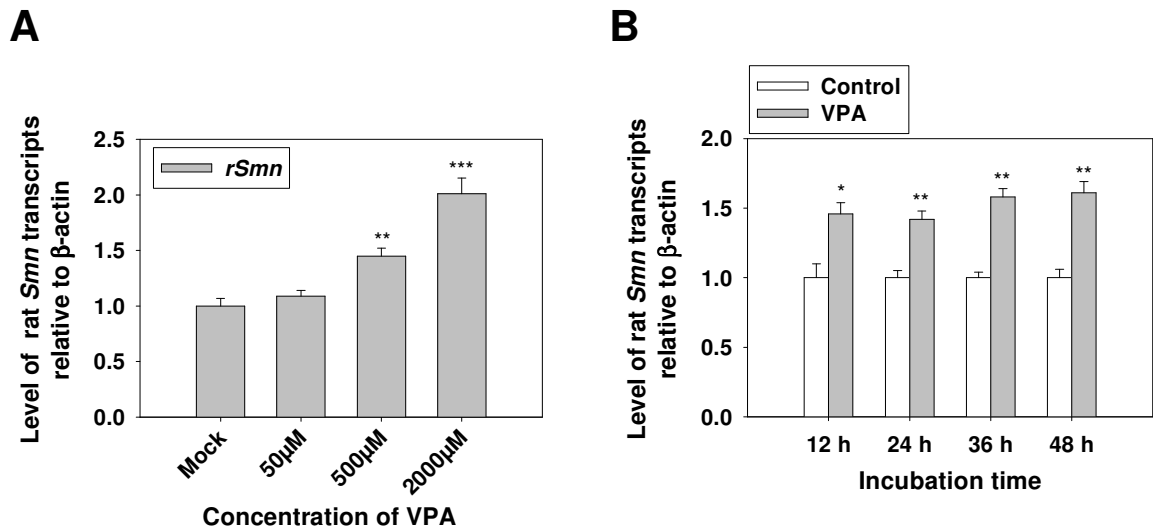 A
Level of rat Smn transcripts
relative to β-actin
2.5
2.0
1.5
1.0
0.5
0.0
rSmn
**
***
Mock
50µM
500µM
2000µM
Concentration of VPA
B
Control
VPA
Level of rat Smn transcripts
relative to β-actin
2.0
1.5
1.0
0.5
0.0
*
**
**
**
12 h
24 h
36 h
48 h
Incubation time